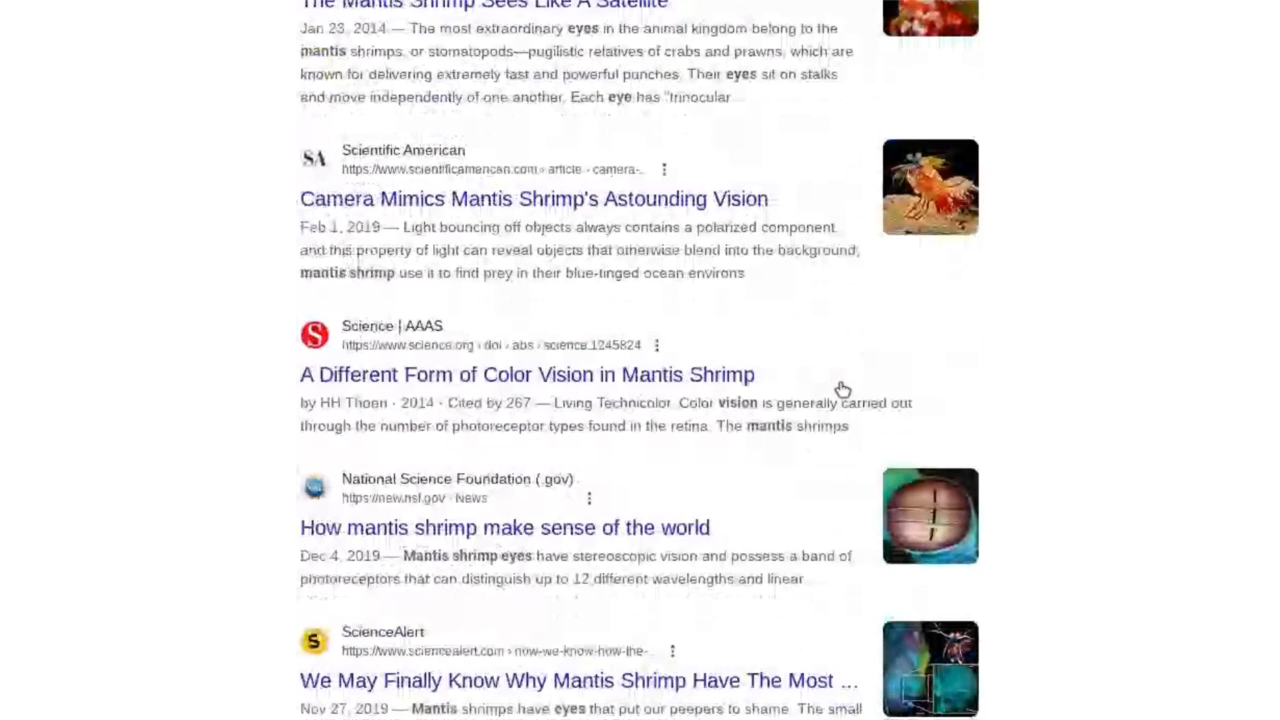 The Mantis Shrimp Sees Like A Satellite
Jan 23, 2014 — The most extraordinary eyes in the animal kingdom belong to the
mantis shrimps, or stomatopods—pugilistic relatives of crabs and prawns, which are
known for delivering extremely fast and powerful punches. Their eyes sit on stalks
and move independently of one another. Each eye has "trinocular
SA
Scientific American
https://www.scientificamerican.com › article › camera-...
Camera Mimics Mantis Shrimp's Astounding Vision
Feb 1, 2019 — Light bouncing off objects always contains a polarized component
and this property of light can reveal objects that otherwise blend into the background;
mantis shrimp use it to find prey in their blue-tinged ocean environs
S
Science | AAAS
https://www.science.org › doi › abs › science.1245824
A Different Form of Color Vision in Mantis Shrimp
by HH Thoen · 2014 · Cited by 267 — Living Technicolor. Color vision is generally carried out
through the number of photoreceptor types found in the retina. The mantis shrimps
National Science Foundation (.gov)
https://new.nsf.gov › News
How mantis shrimp make sense of the world
Dec 4, 2019 — Mantis shrimp eyes have stereoscopic vision and possess a band of
photoreceptors that can distinguish up to 12 different wavelengths and linear
S
ScienceAlert
https://www.sciencealert.com › now-we-know-how-the-...
We May Finally Know Why Mantis Shrimp Have The Most ...
Nov 27, 2019 — Mantis shrimps have eyes that put our peepers to shame. The small